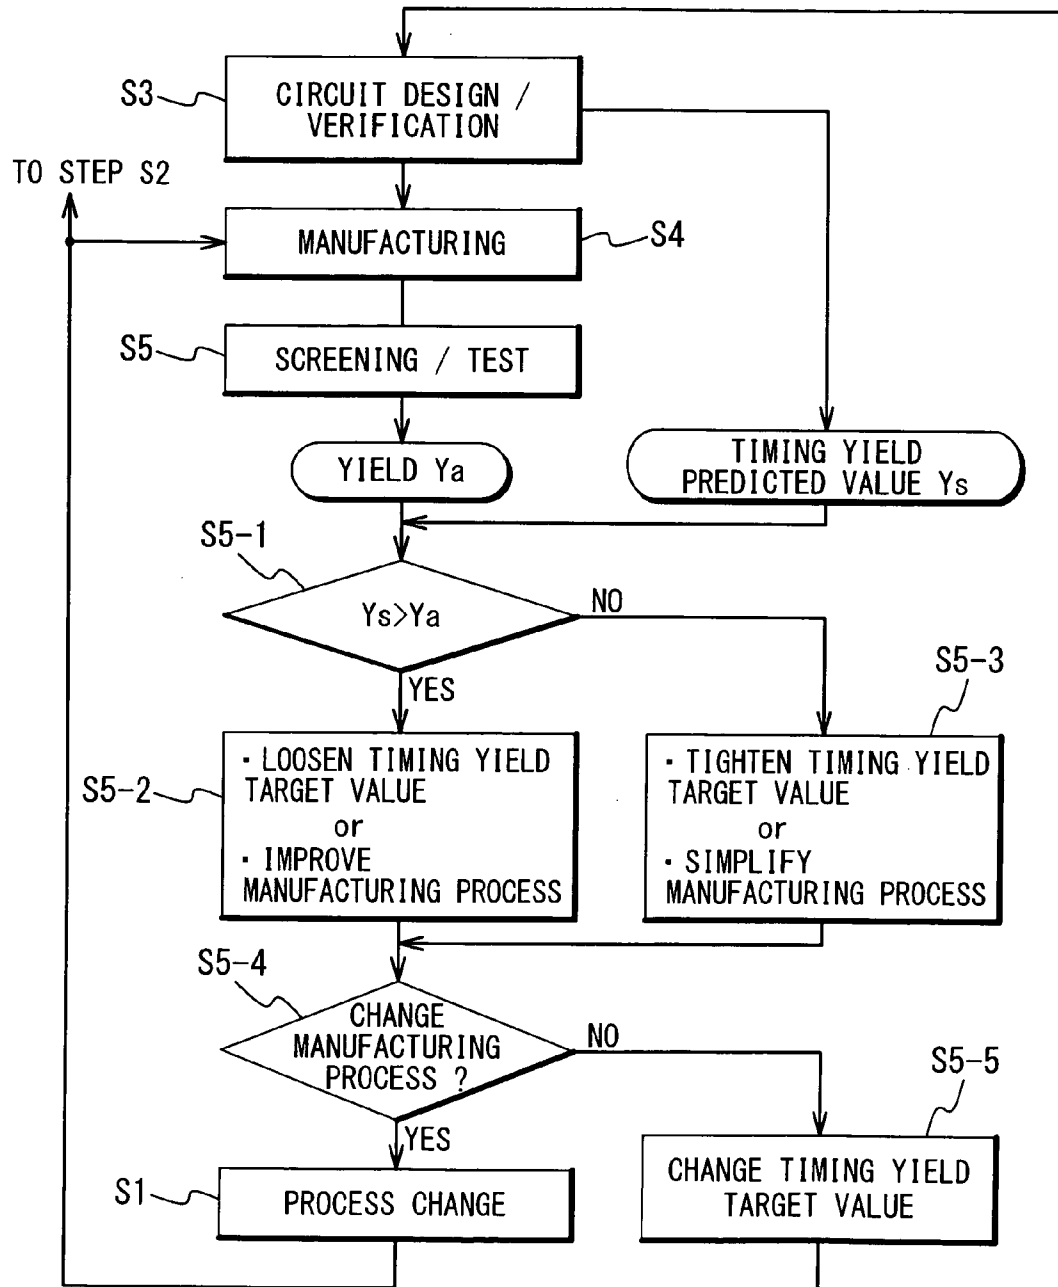 S3
CIRCUIT DESIGN /
VERIFICATION
TO STEP S2
MANUFACTURING
S4
S5
SCREENING / TEST
YIELD Ya
TIMING YIELD
PREDICTED VALUE Ys
S5-1
Ys>Ya
NO
YES
S5-3
S5-2
· LOOSEN TIMING YIELD
TARGET VALUE
or
· IMPROVE
MANUFACTURING PROCESS
· TIGHTEN TIMING YIELD
TARGET VALUE
or
· SIMPLIFY
MANUFACTURING PROCESS
S5-4
CHANGE
MANUFACTURING
PROCESS ?
NO
YES
S5-5
S1
PROCESS CHANGE
CHANGE TIMING YIELD
TARGET VALUE